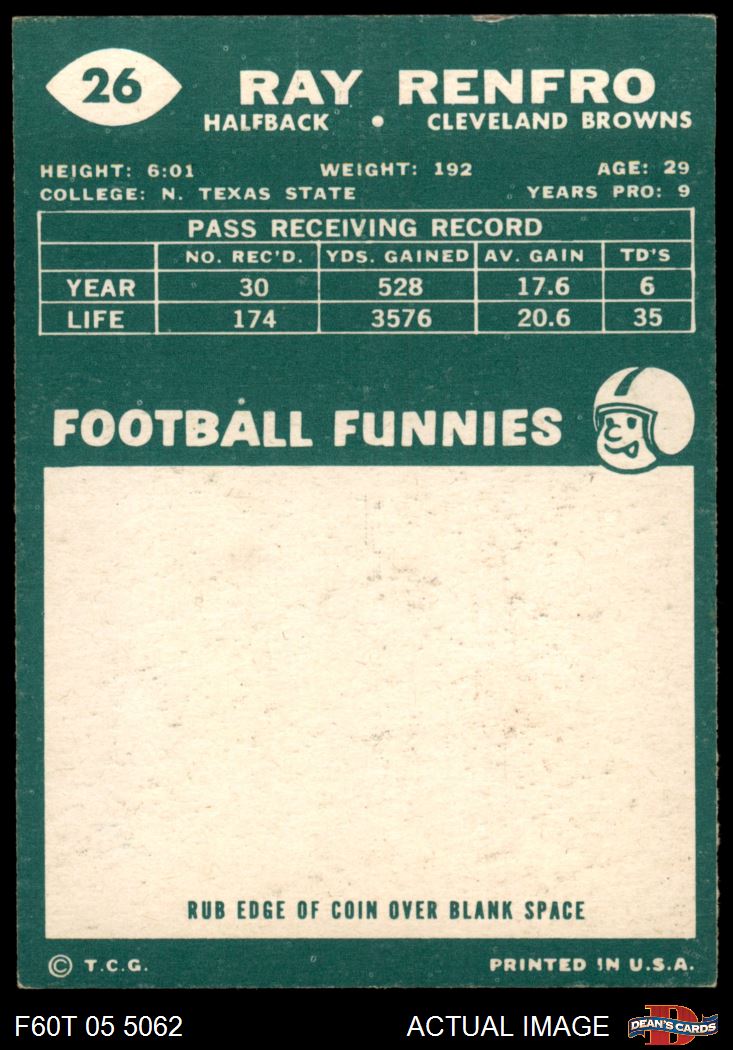 26
RAY RENFRO
HALFBACK • CLEVELAND BROWNS
HEIGHT: 6:01 WEIGHT: 192 AGE: 29
COLLEGE: N. TEXAS STATE YEARS PRO: 9
PASS RECEIVING RECORD
NO. REC'D. YDS. GAINED AV. GAIN TD'S
YEAR 30 528 17.6 6
LIFE 174 3576 20.6 35
FOOTBALL FUNNIES
RUB EDGE OF COIN OVER BLANK SPACE
© T.C.G. PRINTED IN U.S.A.
F60T 05 5062 ACTUAL IMAGE D DEAN'S CARDS